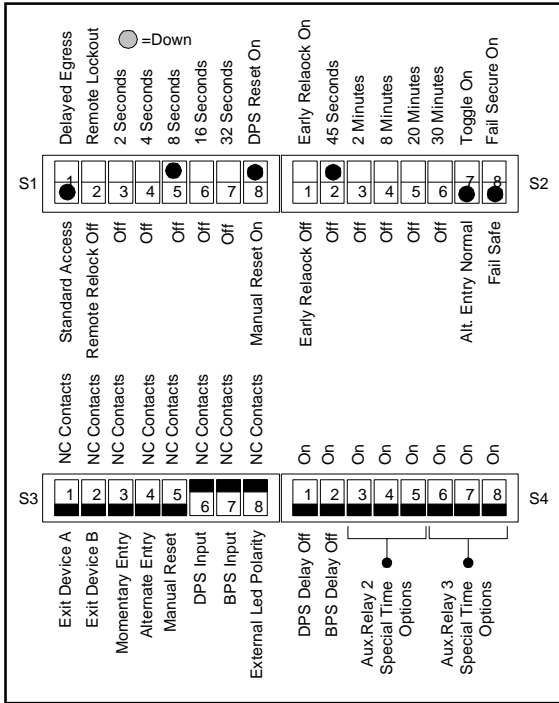 =Down
Delayed Egress
Remote Lockout
2 Seconds
4 Seconds
8 Seconds
16 Seconds
32 Seconds
DPS Reset On
Early Relaock On
45 Seconds
2 Minutes
8 Minutes
20 Minutes
30 Minutes
Toggle On
Fail Secure On
S1
1 2 3 4 5 6 7 8
1 2 3 4 5 6 7 8
S2
Standard Access
Remote Relock Off
Off
Off
Off
Off
Off
Manual Reset On
Early Relaock Off
Off
Off
Off
Off
Off
Alt. Entry Normal
Fail Safe
NC Contacts
NC Contacts
NC Contacts
NC Contacts
NC Contacts
NC Contacts
NC Contacts
NC Contacts
On
On
On
On
On
On
On
On
S3
1 2 3 4 5 6 7 8
1 2 3 4 5 6 7 8
S4
Exit Device A
Exit Device B
Momentary Entry
Alternate Entry
Manual Reset
DPS Input
BPS Input
External Led Polarity
DPS Delay Off
BPS Delay Off
Aux.Relay 2
Special Time
Options
Aux.Relay 3
Special Time
Options